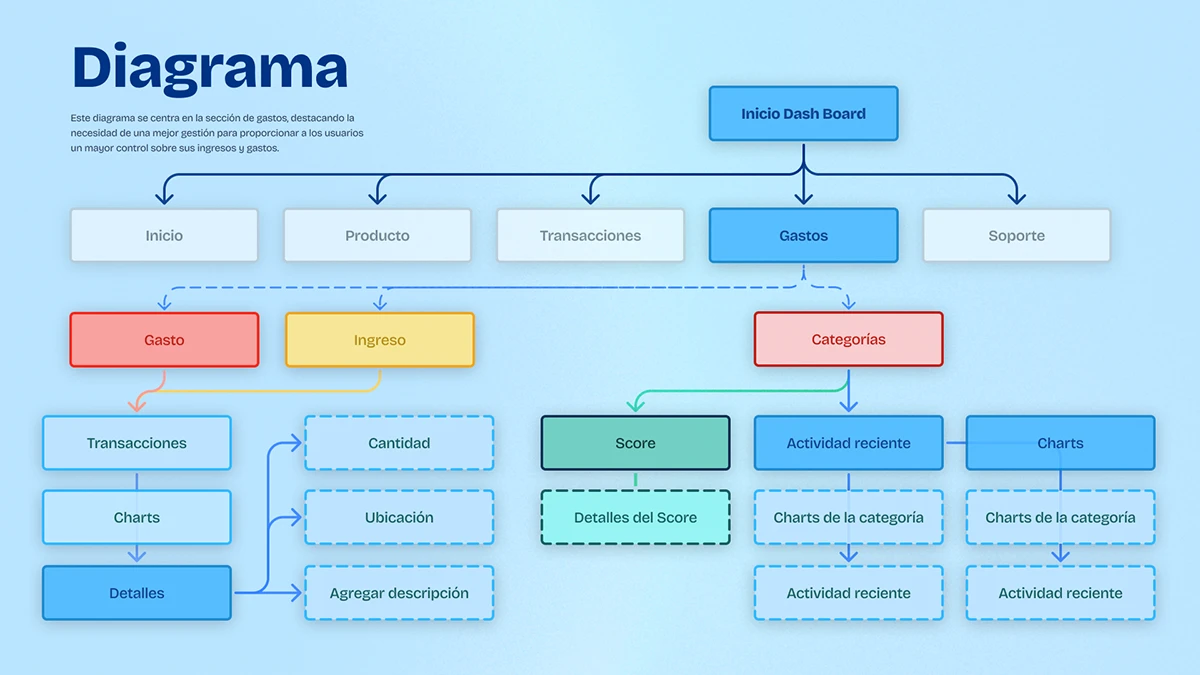 Diagrama
Este diagrama se centra en la sección de gastos, destacando la
necesidad de una mejor gestión para proporcionar a los usuarios
un mayor control sobre sus ingresos y gastos.
Inicio Dash Board
Inicio
Producto
Transacciones
Gastos
Soporte
Gasto
Ingreso
Categorías
Transacciones
Cantidad
Score
Actividad reciente
Charts
Charts
Ubicación
Detalles del Score
Charts de la categoría
Charts de la categoría
Detalles
Agregar descripción
Actividad reciente
Actividad reciente